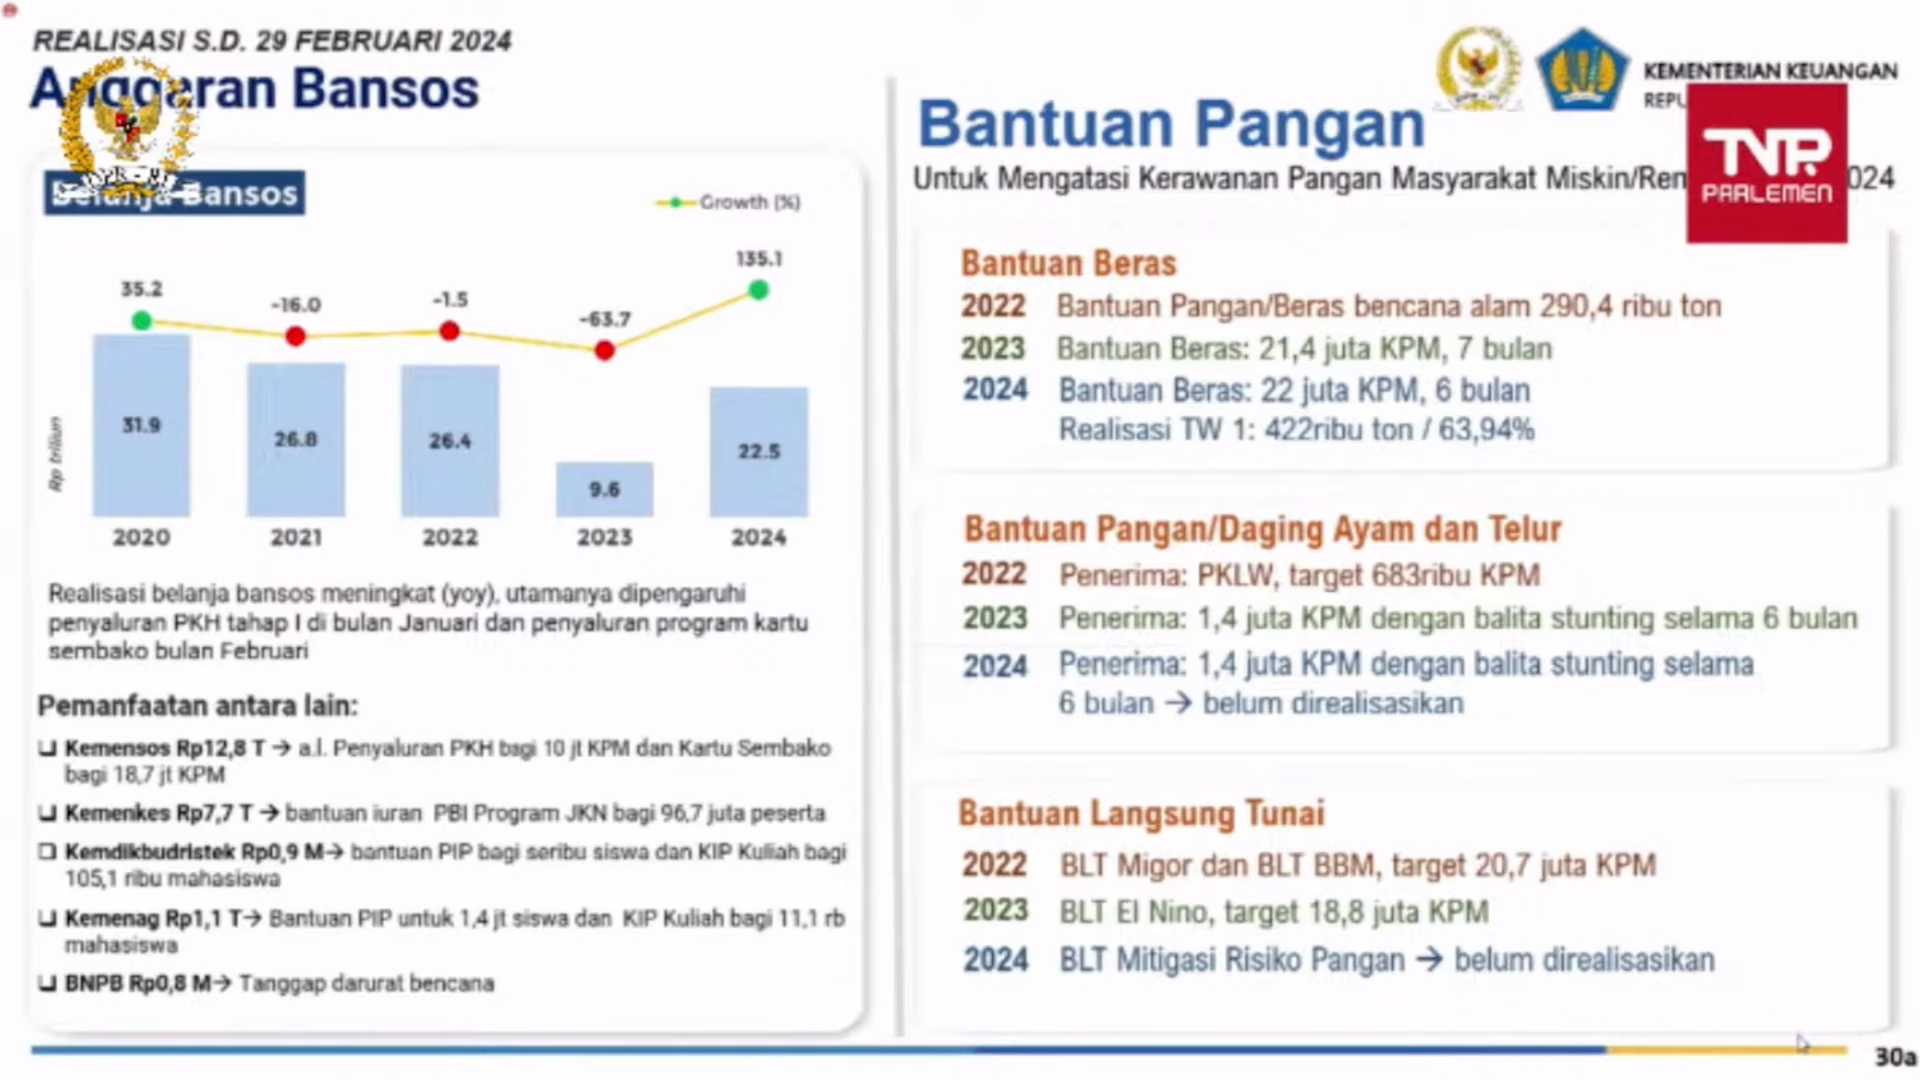 REALISASI S.D. 29 FEBRUARI 2024
Anggaran Bansos
Belanja Bansos
Growth (%)
35.2
-16.0
-1.5
-63.7
135.1
Rp triliun
31.9
26.8
26.4
9.6
22.5
2020
2021
2022
2023
2024
Realisasi belanja bansos meningkat (yoy), utamanya dipengaruhi
penyaluran PKH tahap I di bulan Januari dan penyaluran program kartu
sembako bulan Februari
Pemanfaatan antara lain:
Kemensos Rp12,8 T → a.l. Penyaluran PKH bagi 10 jt KPM dan Kartu Sembako
bagi 18,7 jt KPM
Kemenkes Rp7,7 T → bantuan iuran PBI Program JKN bagi 96,7 juta peserta
Kemdikbudristek Rp0,9 M→ bantuan PIP bagi seribu siswa dan KIP Kuliah bagi
105,1 ribu mahasiswa
Kemenag Rp1,1 T→ Bantuan PIP untuk 1,4 jt siswa dan KIP Kuliah bagi 11,1 rb
mahasiswa
BNPB Rp0,8 M→ Tanggap darurat bencana
KEMENTERIAN KEUANGAN
TVR
PARLEMEN
Bantuan Pangan
Untuk Mengatasi Kerawanan Pangan Masyarakat Miskin/Ren 024
Bantuan Beras
2022 Bantuan Pangan/Beras bencana alam 290,4 ribu ton
2023 Bantuan Beras: 21,4 juta KPM, 7 bulan
2024 Bantuan Beras: 22 juta KPM, 6 bulan
Realisasi TW 1: 422ribu ton / 63,94%
Bantuan Pangan/Daging Ayam dan Telur
2022 Penerima: PKLW, target 683ribu KPM
2023 Penerima: 1,4 juta KPM dengan balita stunting selama 6 bulan
2024 Penerima: 1,4 juta KPM dengan balita stunting selama
6 bulan → belum direalisasikan
Bantuan Langsung Tunai
2022 BLT Migor dan BLT BBM, target 20,7 juta KPM
2023 BLT El Nino, target 18,8 juta KPM
2024 BLT Mitigasi Risiko Pangan → belum direalisasikan
30a